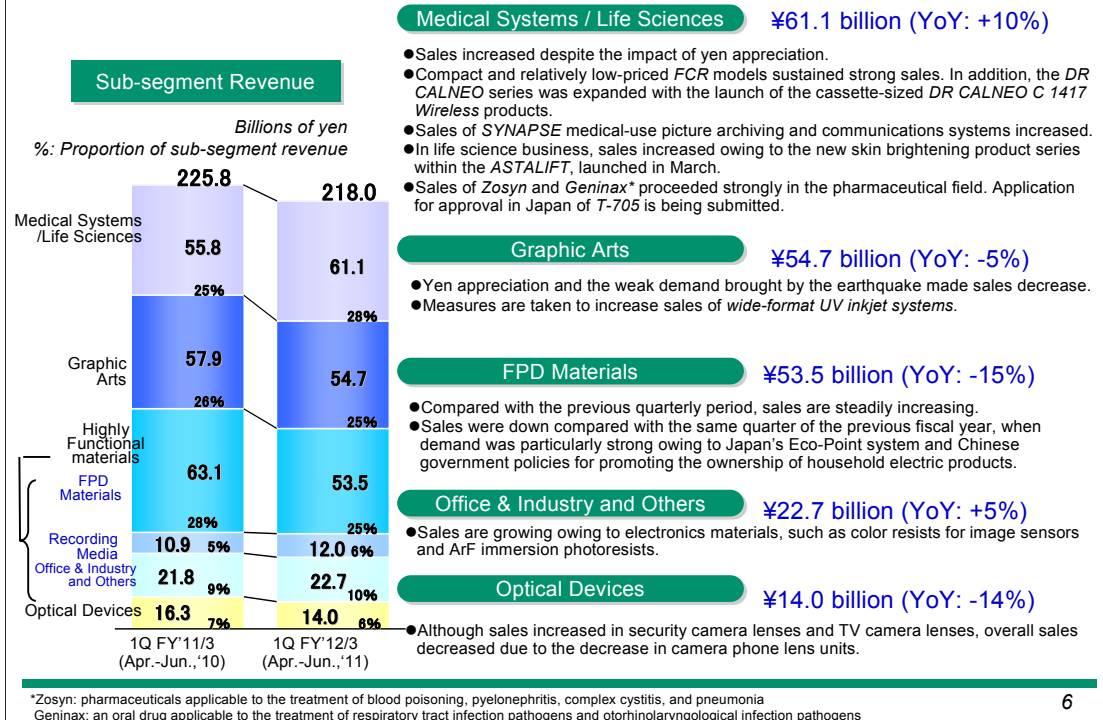 Sub-segment Revenue
Billions of yen
%: Proportion of sub-segment revenue
225.8
218.0
Medical Systems
/Life Sciences
55.8
25%
61.1
28%
Graphic
Arts
57.9
26%
54.7
25%
Highly
Functional
materials
FPD
Materials
63.1
28%
53.5
25%
Recording
Media
10.9 5%
12.0 6%
Office & Industry
and Others
21.8
9%
22.7
10%
Optical Devices
16.3
7%
14.0
6%
1Q FY'11/3
(Apr.-Jun.,‘10)
1Q FY'12/3
(Apr.-Jun.,‘11)
Medical Systems / Life Sciences
¥61.1 billion (YoY: +10%)
●Sales increased despite the impact of yen appreciation.
●Compact and relatively low-priced FCR models sustained strong sales. In addition, the DR
CALNEO series was expanded with the launch of the cassette-sized DR CALNEO C 1417
Wireless products.
●Sales of SYNAPSE medical-use picture archiving and communications systems increased.
●In life science business, sales increased owing to the new skin brightening product series
within the ASTALIFT, launched in March.
●Sales of Zosyn and Geninax* proceeded strongly in the pharmaceutical field. Application
for approval in Japan of T-705 is being submitted.
Graphic Arts
¥54.7 billion (YoY: -5%)
●Yen appreciation and the weak demand brought by the earthquake made sales decrease.
●Measures are taken to increase sales of wide-format UV inkjet systems.
FPD Materials
¥53.5 billion (YoY: -15%)
●Compared with the previous quarterly period, sales are steadily increasing.
●Sales were down compared with the same quarter of the previous fiscal year, when
demand was particularly strong owing to Japan’s Eco-Point system and Chinese
government policies for promoting the ownership of household electric products.
Office & Industry and Others
¥22.7 billion (YoY: +5%)
●Sales are growing owing to electronics materials, such as color resists for image sensors
and ArF immersion photoresists.
Optical Devices
¥14.0 billion (YoY: -14%)
●Although sales increased in security camera lenses and TV camera lenses, overall sales
decreased due to the decrease in camera phone lens units.
*Zosyn: pharmaceuticals applicable to the treatment of blood poisoning, pyelonephritis, complex cystitis, and pneumonia
Geninax: an oral drug applicable to the treatment of respiratory tract infection pathogens and otorhinolaryngological infection pathogens
6